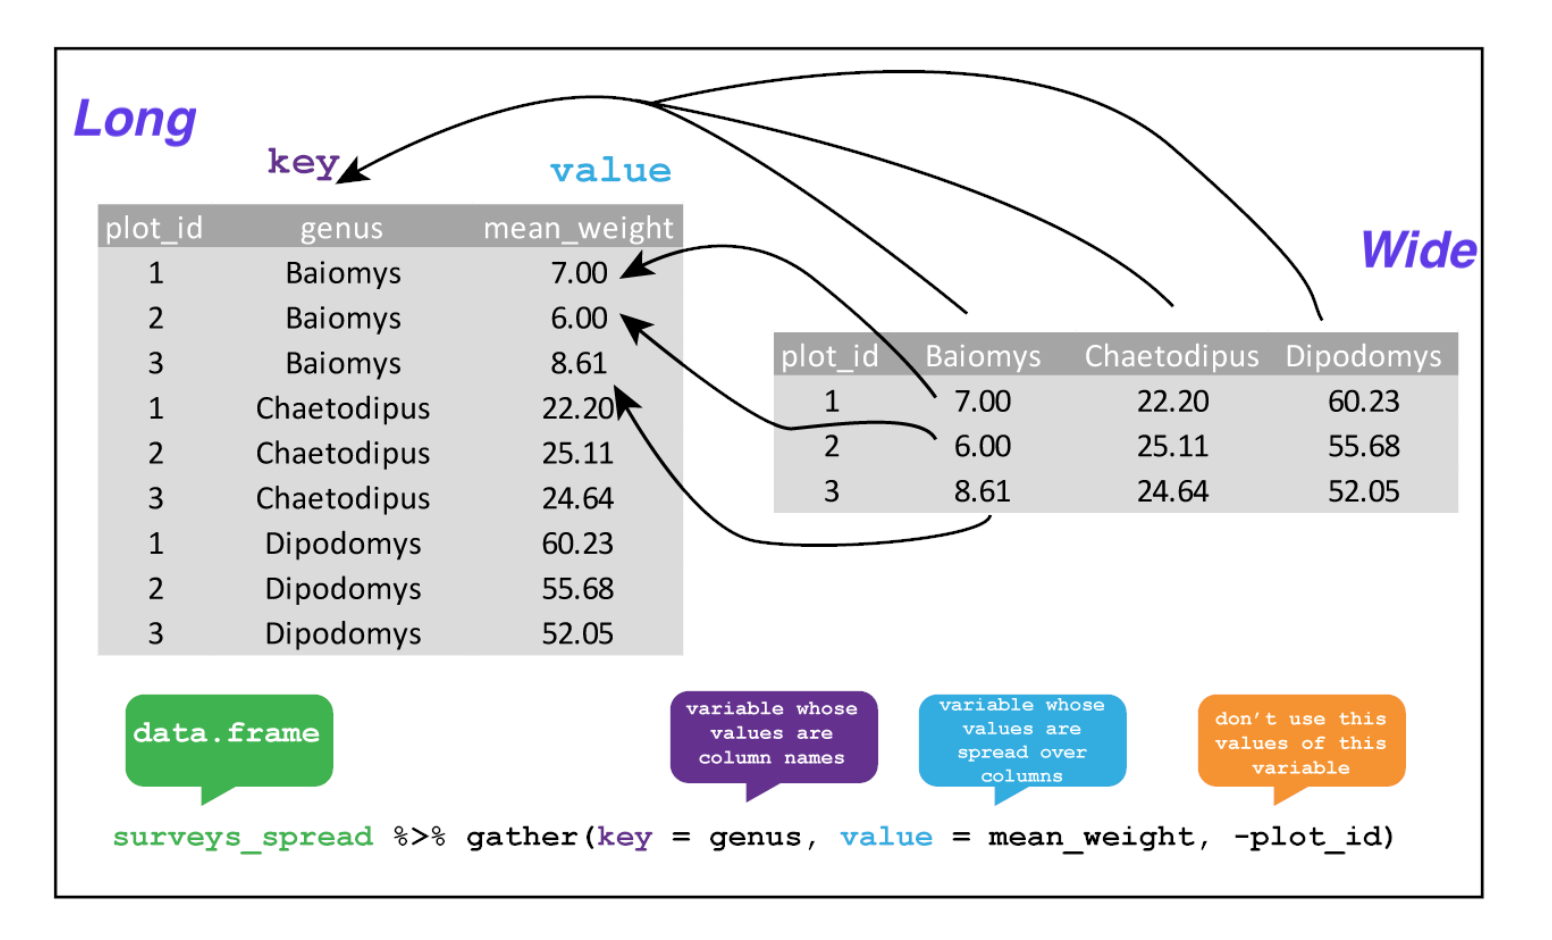 Long
key
value
plot_id genus mean_weight
1 Baiomys 7.00
2 Baiomys 6.00
3 Baiomys 8.61
1 Chaetodipus 22.20
2 Chaetodipus 25.11
3 Chaetodipus 24.64
1 Dipodomys 60.23
2 Dipodomys 55.68
3 Dipodomys 52.05
Wide
plot_id Baiomys Chaetodipus Dipodomys
1 7.00 22.20 60.23
2 6.00 25.11 55.68
3 8.61 24.64 52.05
data.frame
variable whose
values are
column names
variable whose
values are
spread over
columns
don't use this
values of this
variable
surveys_spread %>% gather(key = genus, value = mean_weight, -plot_id)